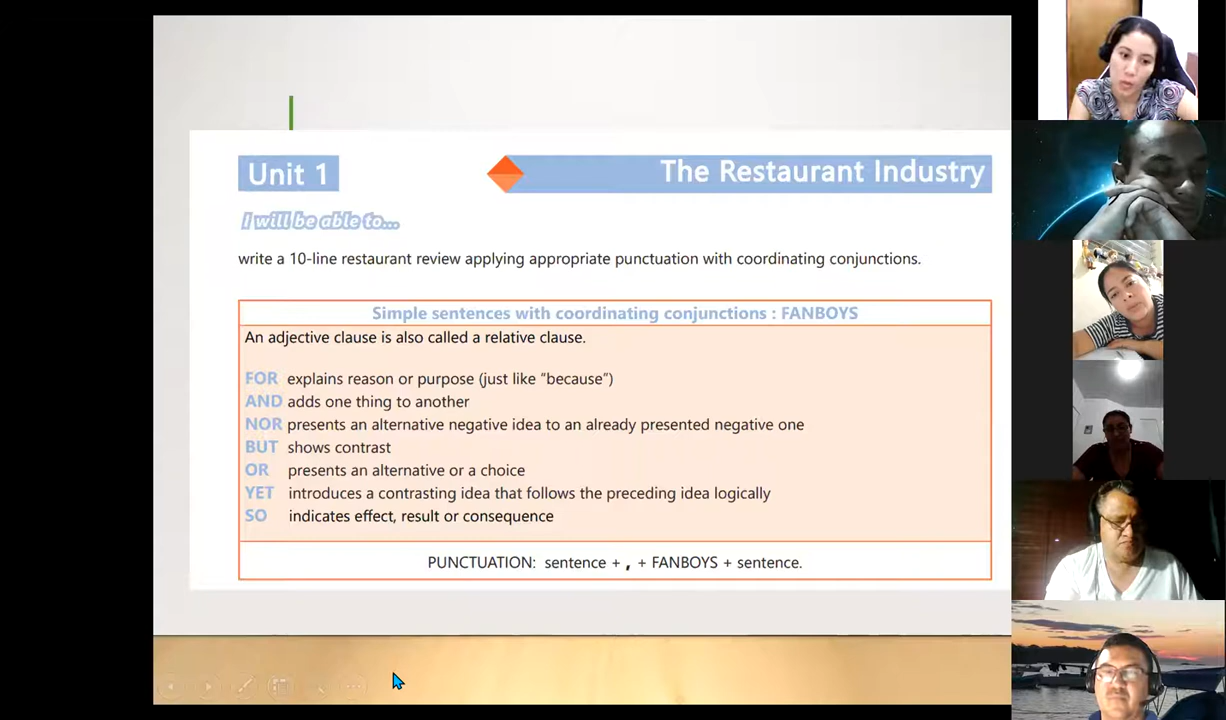 Unit 1
The Restaurant Industry
I will be able to...
write a 10-line restaurant review applying appropriate punctuation with coordinating conjunctions.
Simple sentences with coordinating conjunctions : FANBOYS
An adjective clause is also called a relative clause.
FOR explains reason or purpose (just like “because”)
AND adds one thing to another
NOR presents an alternative negative idea to an already presented negative one
BUT shows contrast
OR presents an alternative or a choice
YET introduces a contrasting idea that follows the preceding idea logically
SO indicates effect, result or consequence
PUNCTUATION: sentence + , + FANBOYS + sentence.